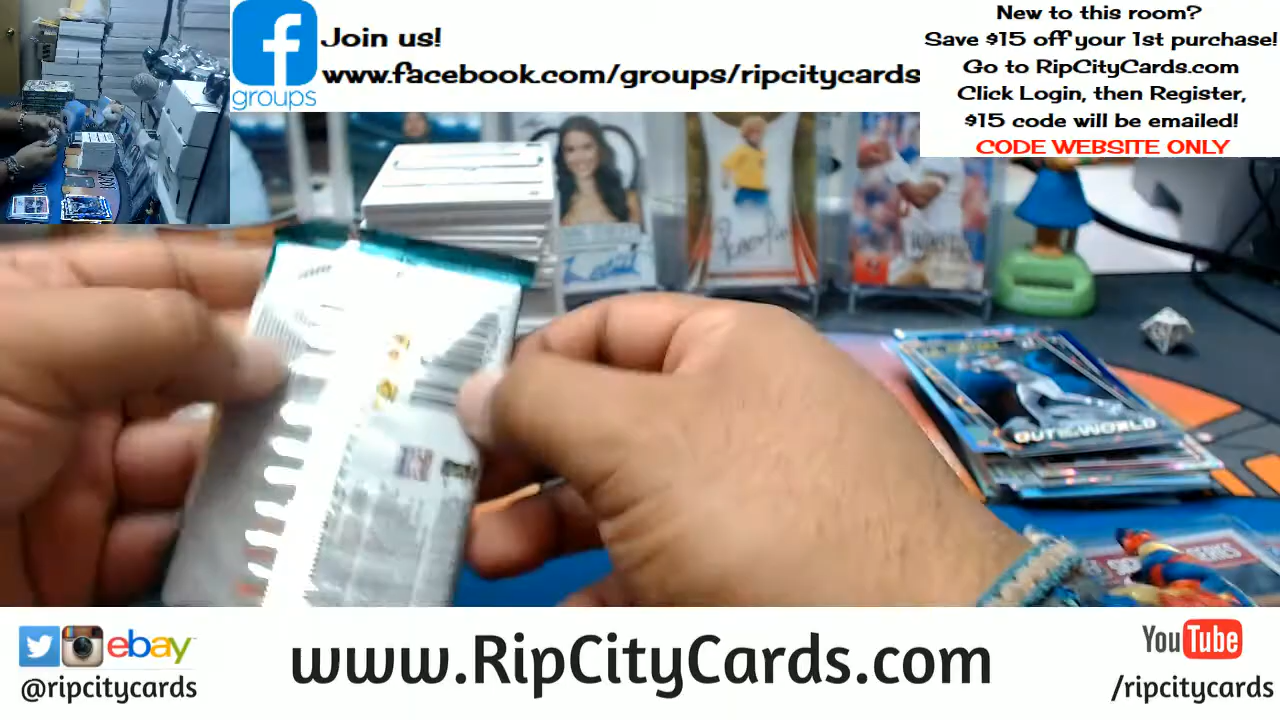 groups
Join us!
www.facebook.com/groups/ripcitycards
New to this room?
Save $15 off your 1st purchase!
Go to RipCityCards.com
Click Login, then Register,
$15 code will be emailed!
CODE WEBSITE ONLY
OUT OF THIS WORLD
SERIES
ebay
@ripcitycards
www.RipCityCards.com
YouTube
/ripcitycards